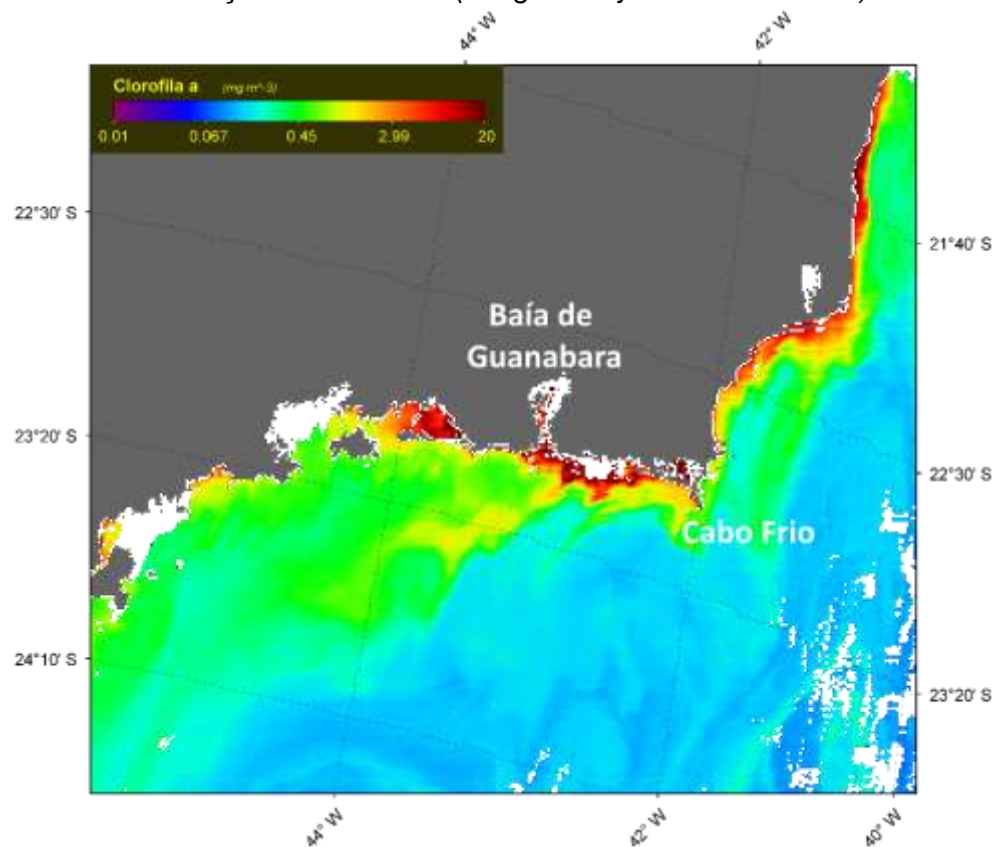 44° W
42° W
Clorofila a (mg m^-3)
0.01 0.067 0.45 2.99 20
22°30' S
21°40' S
Baía de
Guanabara
23°20' S
22°30' S
Cabo Frio
24°10' S
23°20' S
44° W
42° W
40° W